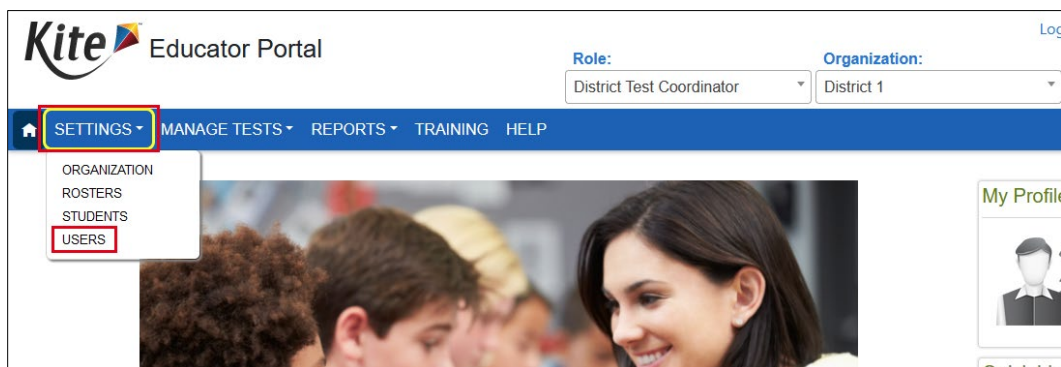 Log
Kite Educator Portal
Role: Organization:
District Test Coordinator District 1
SETTINGS MANAGE TESTS REPORTS TRAINING HELP
ORGANIZATION
ROSTERS
STUDENTS
USERS
My Profile